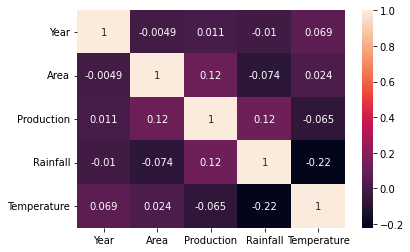 Year 1 -0.0049 0.011 -0.01 0.069
Area -0.0049 1 0.12 -0.074 0.024
Production 0.011 0.12 1 0.12 -0.065
Rainfall -0.01 -0.074 0.12 1 -0.22
Temperature 0.069 0.024 -0.065 -0.22 1
Year Area Production Rainfall Temperature
1.0
0.8
0.6
0.4
0.2
0.0
-0.2